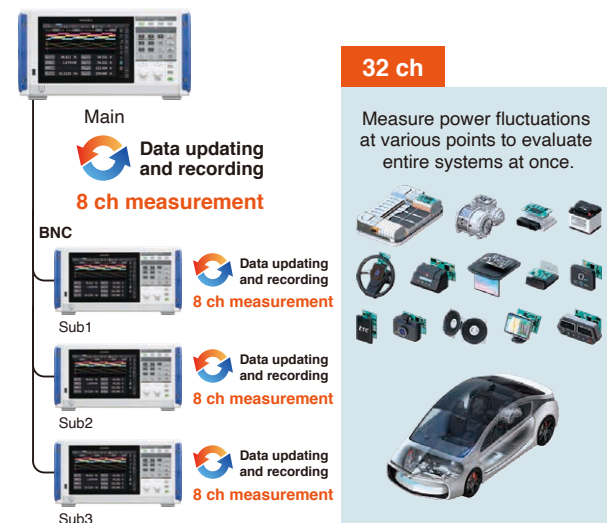 Main
Data updating
and recording
8 ch measurement
BNC
Data updating
and recording
8 ch measurement
Sub1
Data updating
and recording
8 ch measurement
Sub2
Data updating
and recording
8 ch measurement
Sub3
32 ch
Measure power fluctuations
at various points to evaluate
entire systems at once.
ETC